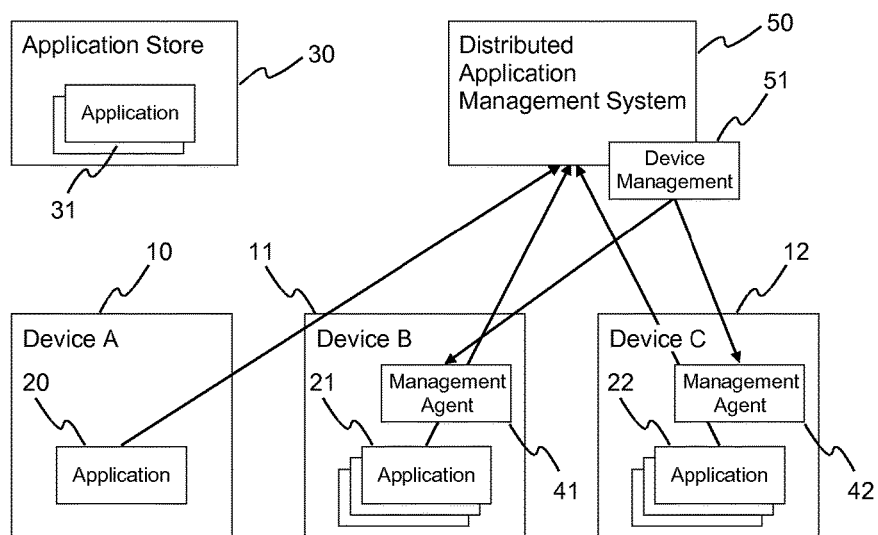 Application Store
30
Application
31
Distributed
Application
Management System
50
51
Device
Management
10
Device A
20
Application
11
Device B
Management
Agent
21
Application
41
12
Device C
Management
Agent
22
Application
42